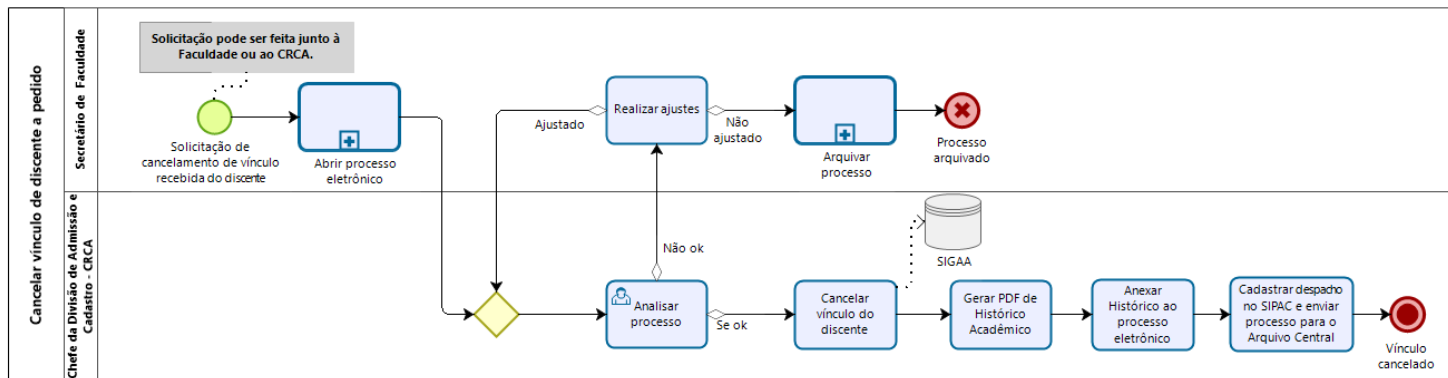 Cancelar vínculo de discente a pedido
Secretário de Faculdade
Solicitação pode ser feita junto à
Faculdade ou ao CRCA.
Solicitação de
cancelamento de vínculo
recebida do discente
Abrir processo
eletrônico
Ajustado
Realizar ajustes
Não
ajustado
Arquivar
processo
Processo
arquivado
Chefe da Divisão de Admissão e
Cadastro - CRCA
Não ok
Analisar
processo
Se ok
Cancelar
vínculo do
discente
SIGAA
Gerar PDF de
Histórico
Acadêmico
Anexar
Histórico ao
processo
eletrônico
Cadastrar despacho
no SIPAC e enviar
processo para o
Arquivo Central
Vínculo
cancelado